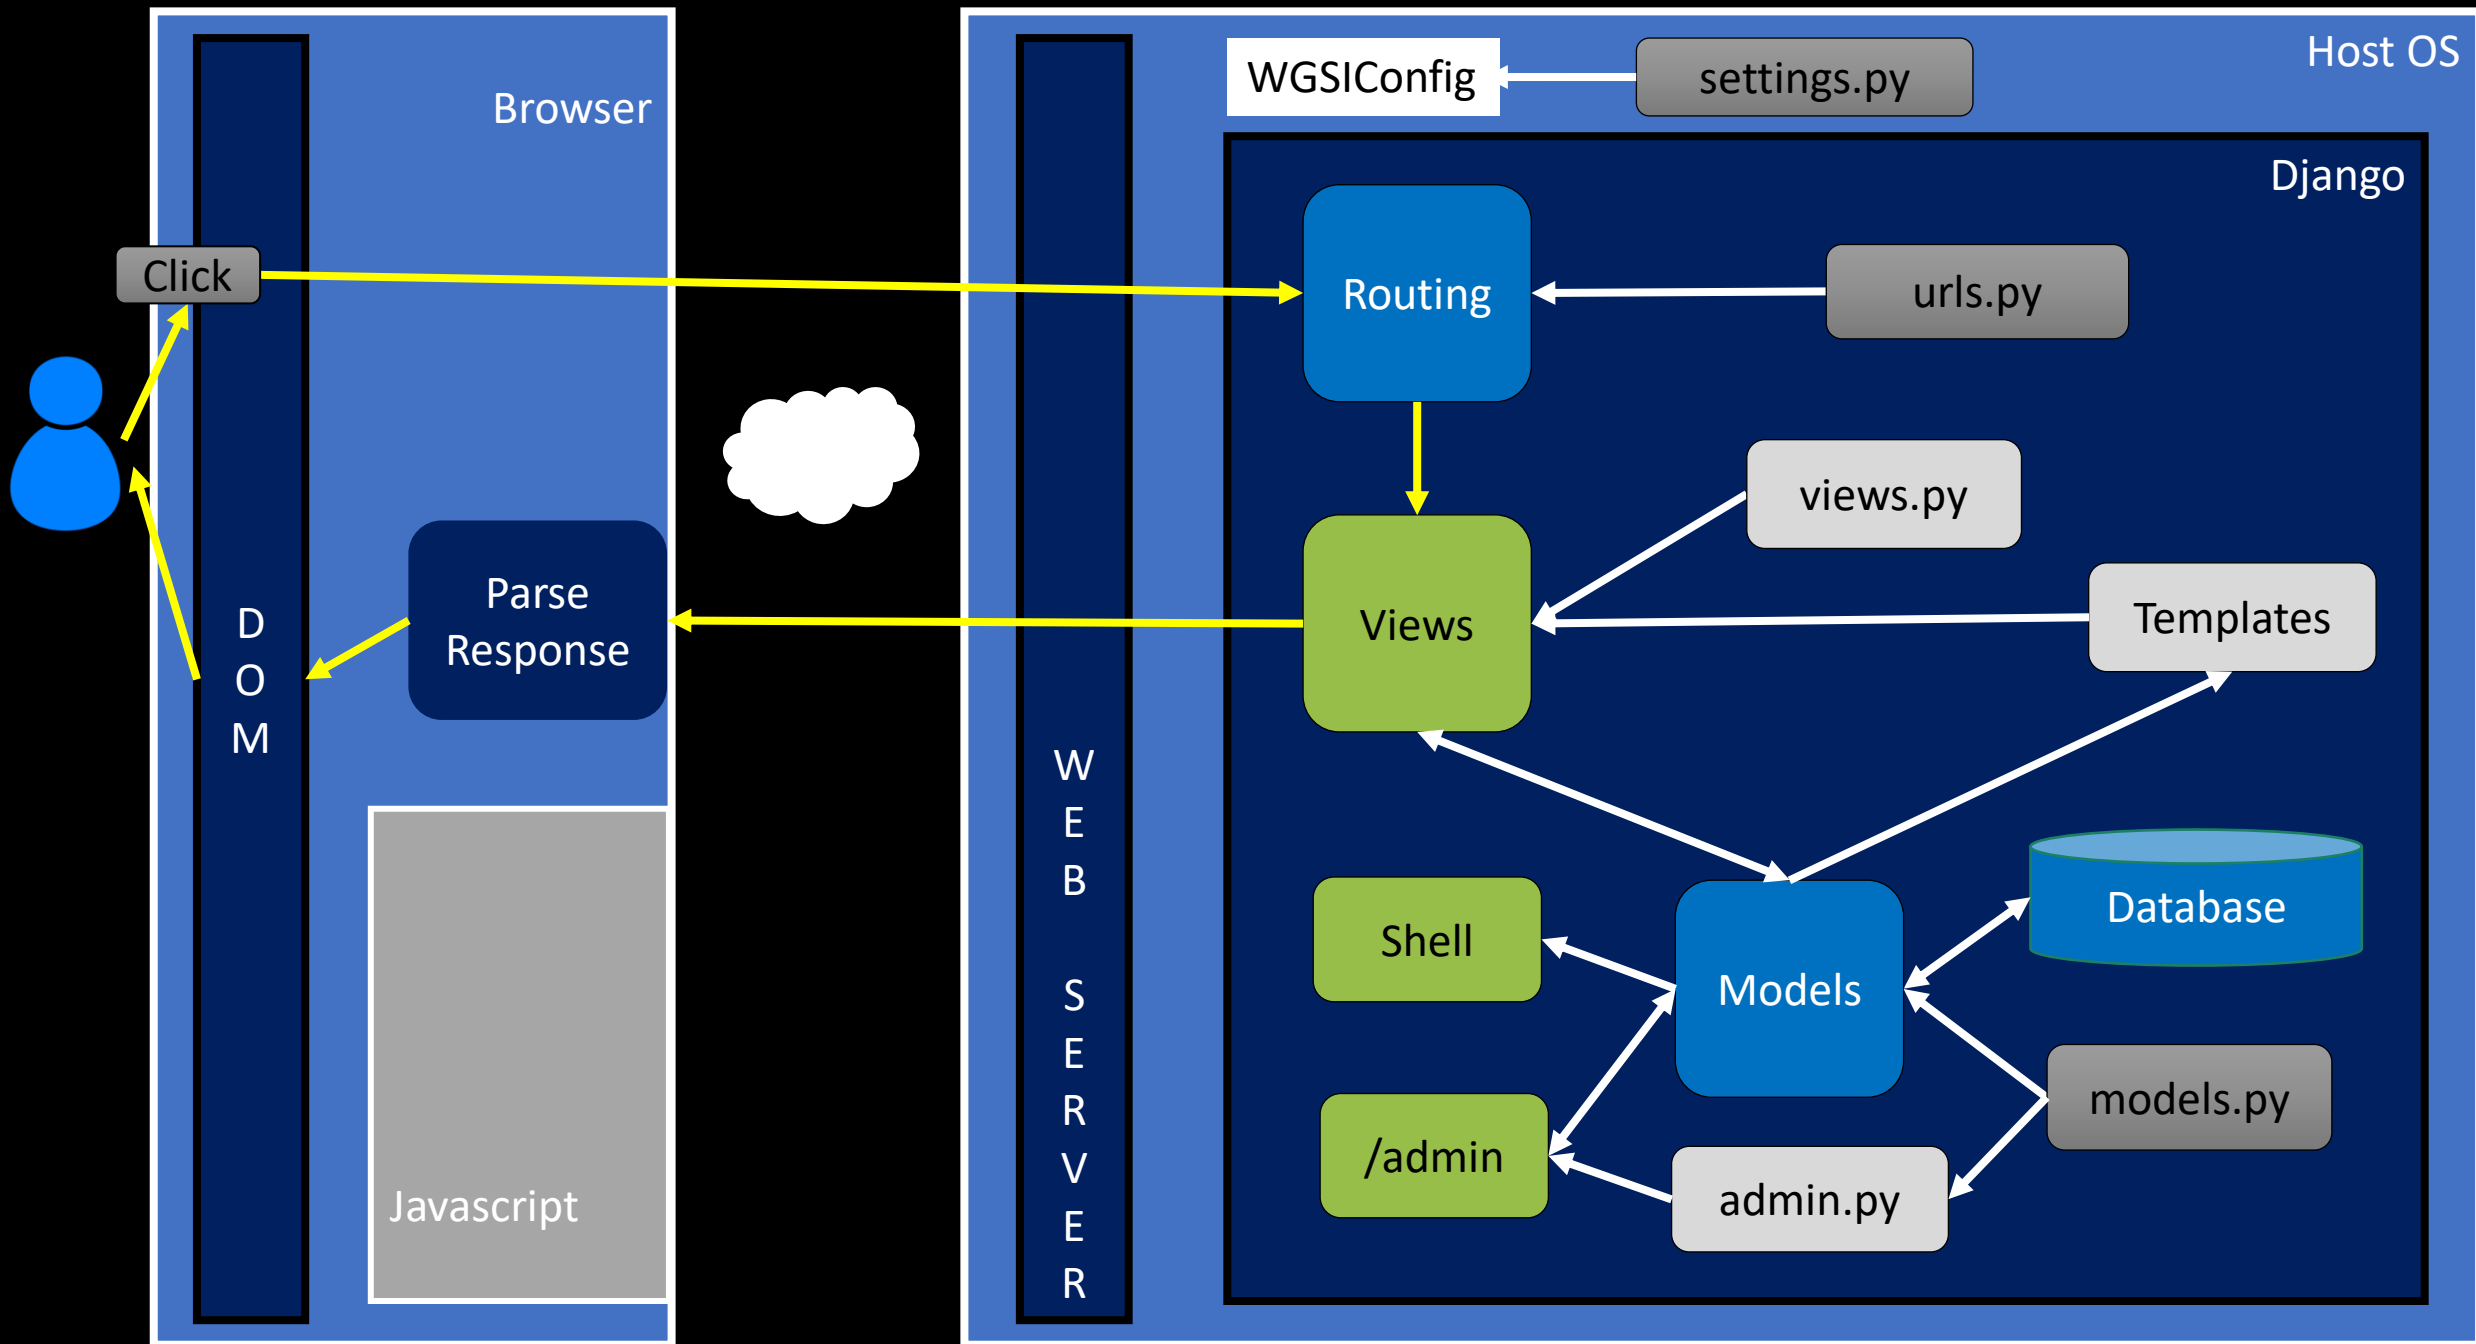 Host OS
WGSIConfig
settings.py
Browser
Django
Click
Routing
urls.py
views.py
Parse
Response
Views
Templates
D
O
M
W
E
B
S
E
R
V
E
R
Shell
Models
Database
/admin
admin.py
models.py
Javascript